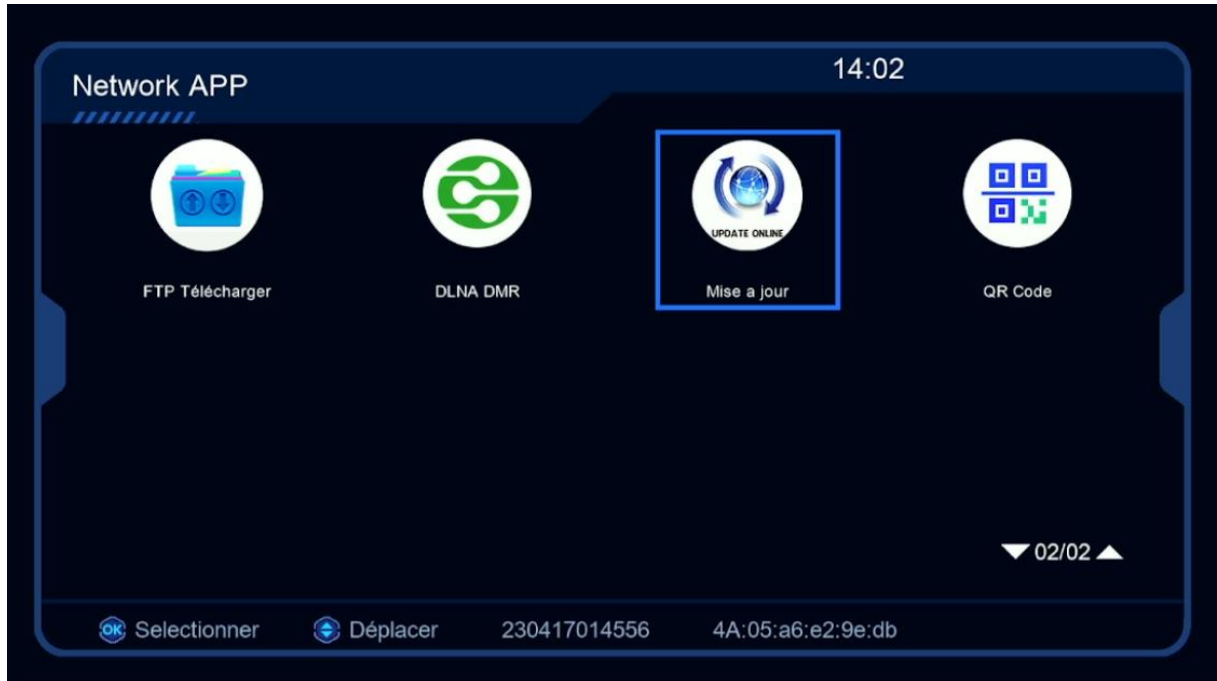 Network APP
14:02
UPDATE ONLINE
FTP Télécharger
DLNA DMR
Mise a jour
QR Code
02/02
OK Selectionner
Déplacer
230417014556
4A:05:a6:e2:9e:db